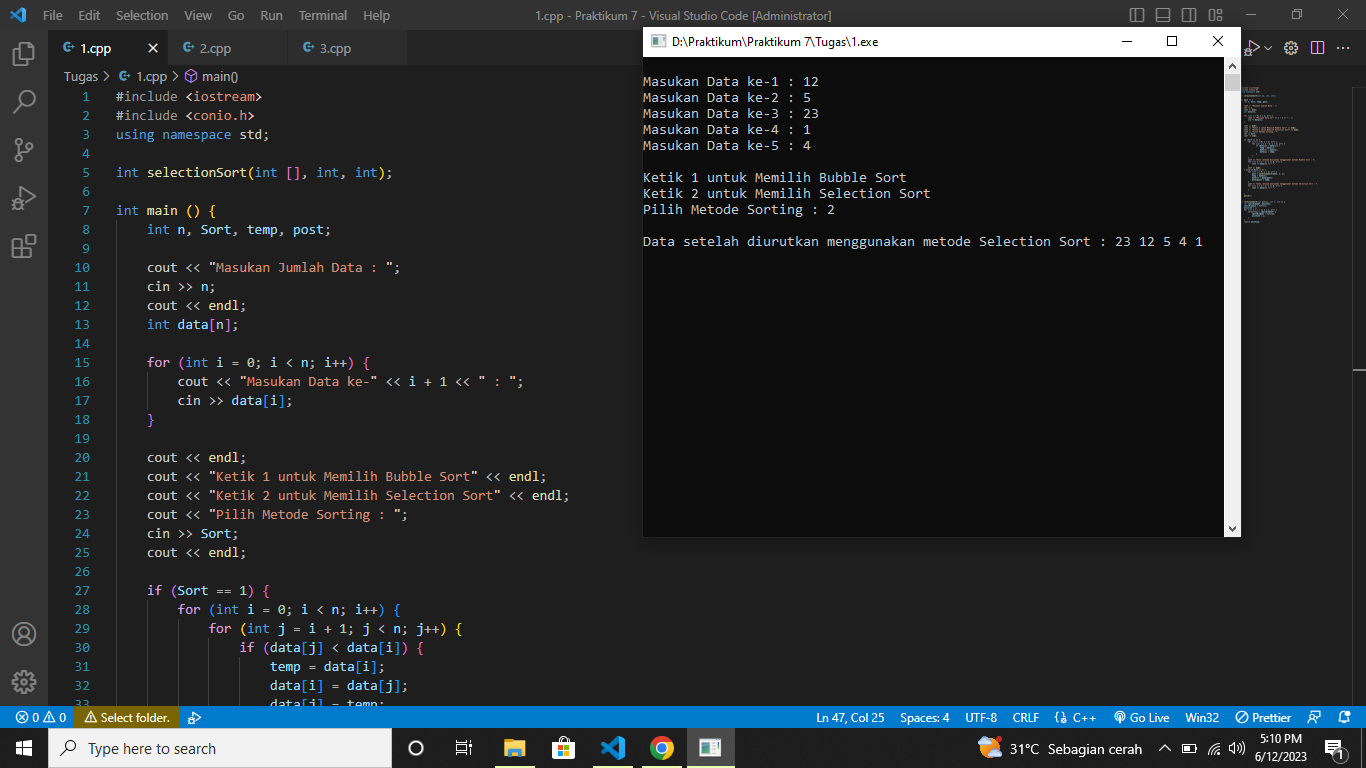 File Edit Selection View Go Run Terminal Help
1.cpp - Praktikum 7 - Visual Studio Code [Administrator]
1.cpp
2.cpp
3.cpp
Tugas > 1.cpp > main()
1 #include <iostream>
2 #include <conio.h>
3 using namespace std;
4
5 int selectionSort(int [], int, int);
6
7 int main () {
8 int n, Sort, temp, post;
9
10 cout << "Masukan Jumlah Data : ";
11 cin >> n;
12 cout << endl;
13 int data[n];
14
15 for (int i = 0; i < n; i++) {
16 cout << "Masukan Data ke-" << i + 1 << " : ";
17 cin >> data[i];
18 }
19
20 cout << endl;
21 cout << "Ketik 1 untuk Memilih Bubble Sort" << endl;
22 cout << "Ketik 2 untuk Memilih Selection Sort" << endl;
23 cout << "Pilih Metode Sorting : ";
24 cin >> Sort;
25 cout << endl;
26
27 if (Sort == 1) {
28 for (int i = 0; i < n; i++) {
29 for (int j = i + 1; j < n; j++) {
30 if (data[j] < data[i]) {
31 temp = data[i];
32 data[i] = data[j];
33 data[j] = temp;
D:\Praktikum\Praktikum 7\Tugas\1.exe
Masukan Data ke-1 : 12
Masukan Data ke-2 : 5
Masukan Data ke-3 : 23
Masukan Data ke-4 : 1
Masukan Data ke-5 : 4
Ketik 1 untuk Memilih Bubble Sort
Ketik 2 untuk Memilih Selection Sort
Pilih Metode Sorting : 2
Data setelah diurutkan menggunakan metode Selection Sort : 23 12 5 4 1
0 0 Select folder. Ln 47, Col 25 Spaces: 4 UTF-8 CRLF C++ Go Live Win32 Prettier
Type here to search
31°C Sebagian cerah
5:10 PM
6/12/2023
1